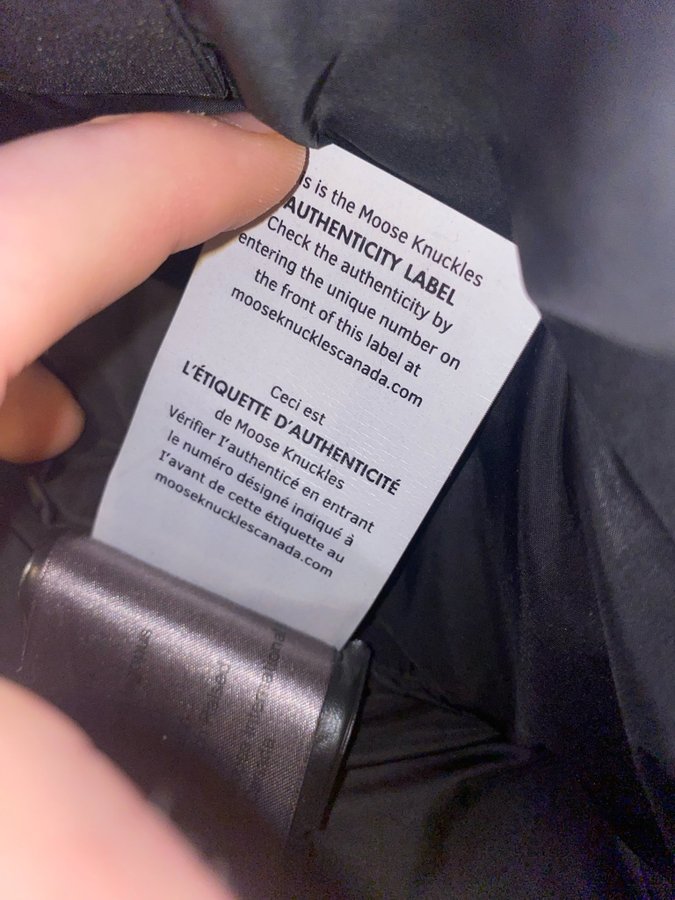 s is the Moose Knuckles
AUTHENTICITY LABEL
Check the authenticity by
entering the unique number on
the front of this label at
mooseknucklescanada.com
Ceci est
L'ÉTIQUETTE D'AUTHENTICITÉ
de Moose Knuckles
Vérifier l'authenticé en entrant
le numéro désigné indiqué à
l'avant de cette étiquette au
mooseknucklescanada.com
International